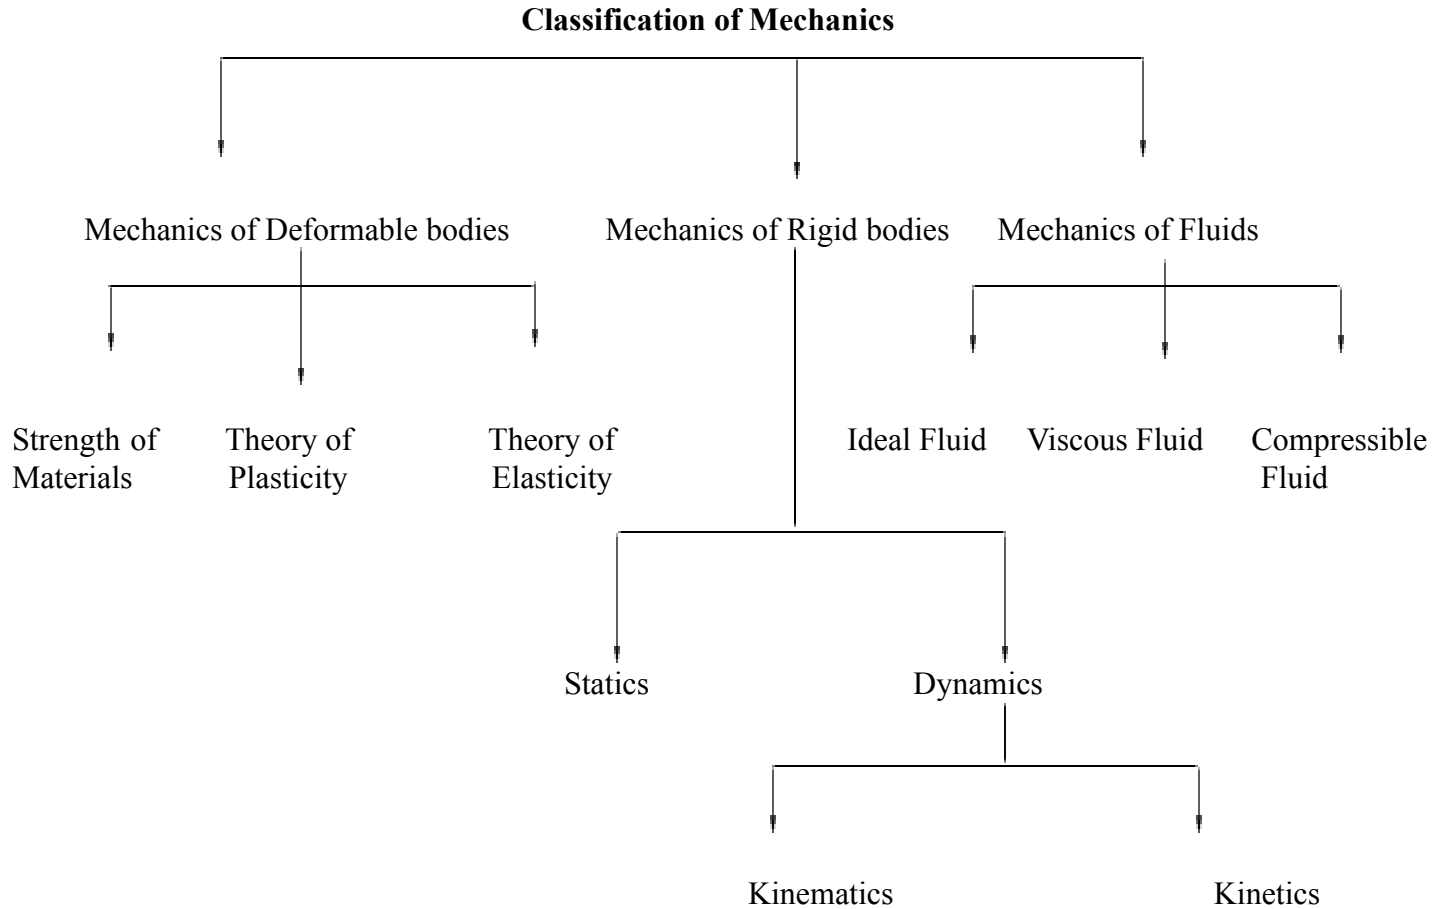 Classification of Mechanics
Mechanics of Deformable bodies
Mechanics of Rigid bodies
Mechanics of Fluids
Strength of
Materials
Theory of
Plasticity
Theory of
Elasticity
Ideal Fluid
Viscous Fluid
Compressible
Fluid
Statics
Dynamics
Kinematics
Kinetics